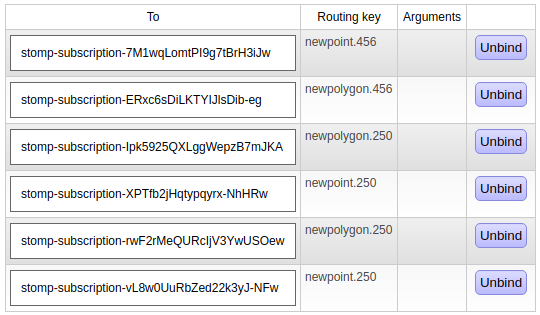 To Routing key Arguments
stomp-subscription-7M1wqLomtPI9g7tBrH3iJw newpoint.456 Unbind
stomp-subscription-ERxc6sDiLKTYIJlsDib-eg newpolygon.456 Unbind
stomp-subscription-Ipk5925QXLggWepzB7mJKA newpolygon.250 Unbind
stomp-subscription-XPTfb2jHqtypqyrx-NhHRw newpoint.250 Unbind
stomp-subscription-rwF2rMeQURcIjV3YwUSOew newpolygon.250 Unbind
stomp-subscription-vL8w0UuRbZed22k3yJ-NFw newpoint.250 Unbind